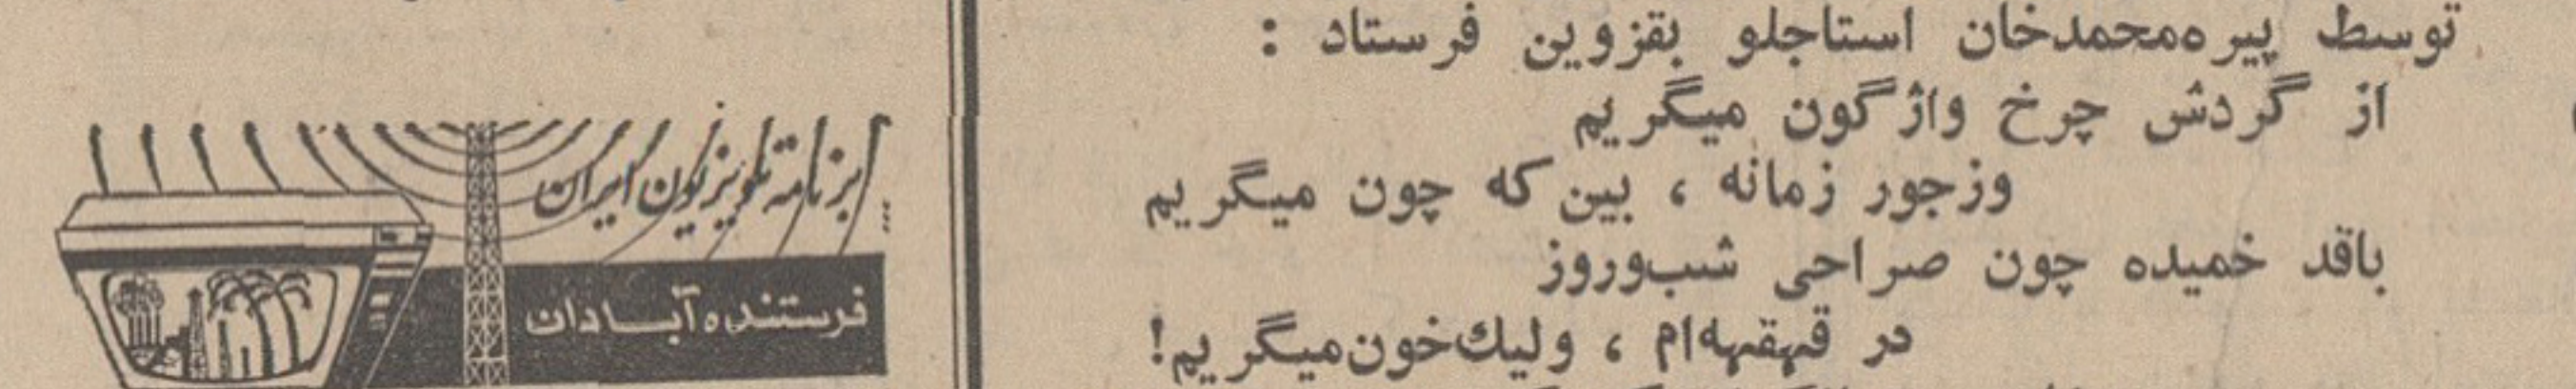 توسط پیره‌محمدخان استاجلو بقزوین فرستاد :
از گردش چرخ واژگون میگریم
وزجور زمانه ، بین که چون میگریم
باقد خمیده چون صراحی شب‌وروز
در قهقهه‌ام ، ولیك‌خون‌میگریم!
برنامه تلویزیون ایران
فرستنده آبادان